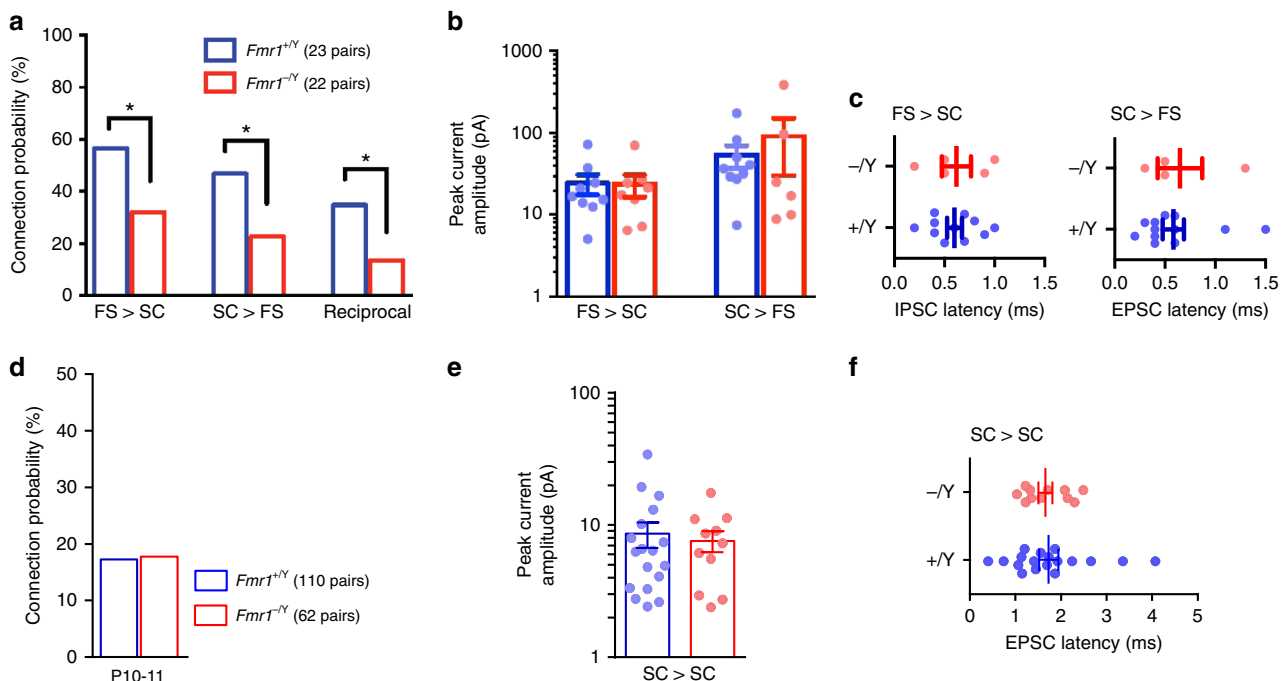 a
Connection probability (%)
100
80
60
40
20
0
Fmr1+/Y (23 pairs)
Fmr1–/Y (22 pairs)
*
*
*
FS > SC
SC > FS
Reciprocal
b
Peak current
amplitude (pA)
1000
100
10
1
FS > SC
SC > FS
c
FS > SC
–/Y
+/Y
0.0
0.5
1.0
1.5
IPSC latency (ms)
SC > FS
–/Y
+/Y
0.0
0.5
1.0
1.5
EPSC latency (ms)
d
Connection probability (%)
50
40
30
20
10
0
Fmr1+/Y (110 pairs)
Fmr1–/Y (62 pairs)
P10-11
e
Peak current
amplitude (pA)
100
10
1
SC > SC
f
SC > SC
–/Y
+/Y
0
1
2
3
4
5
EPSC latency (ms)